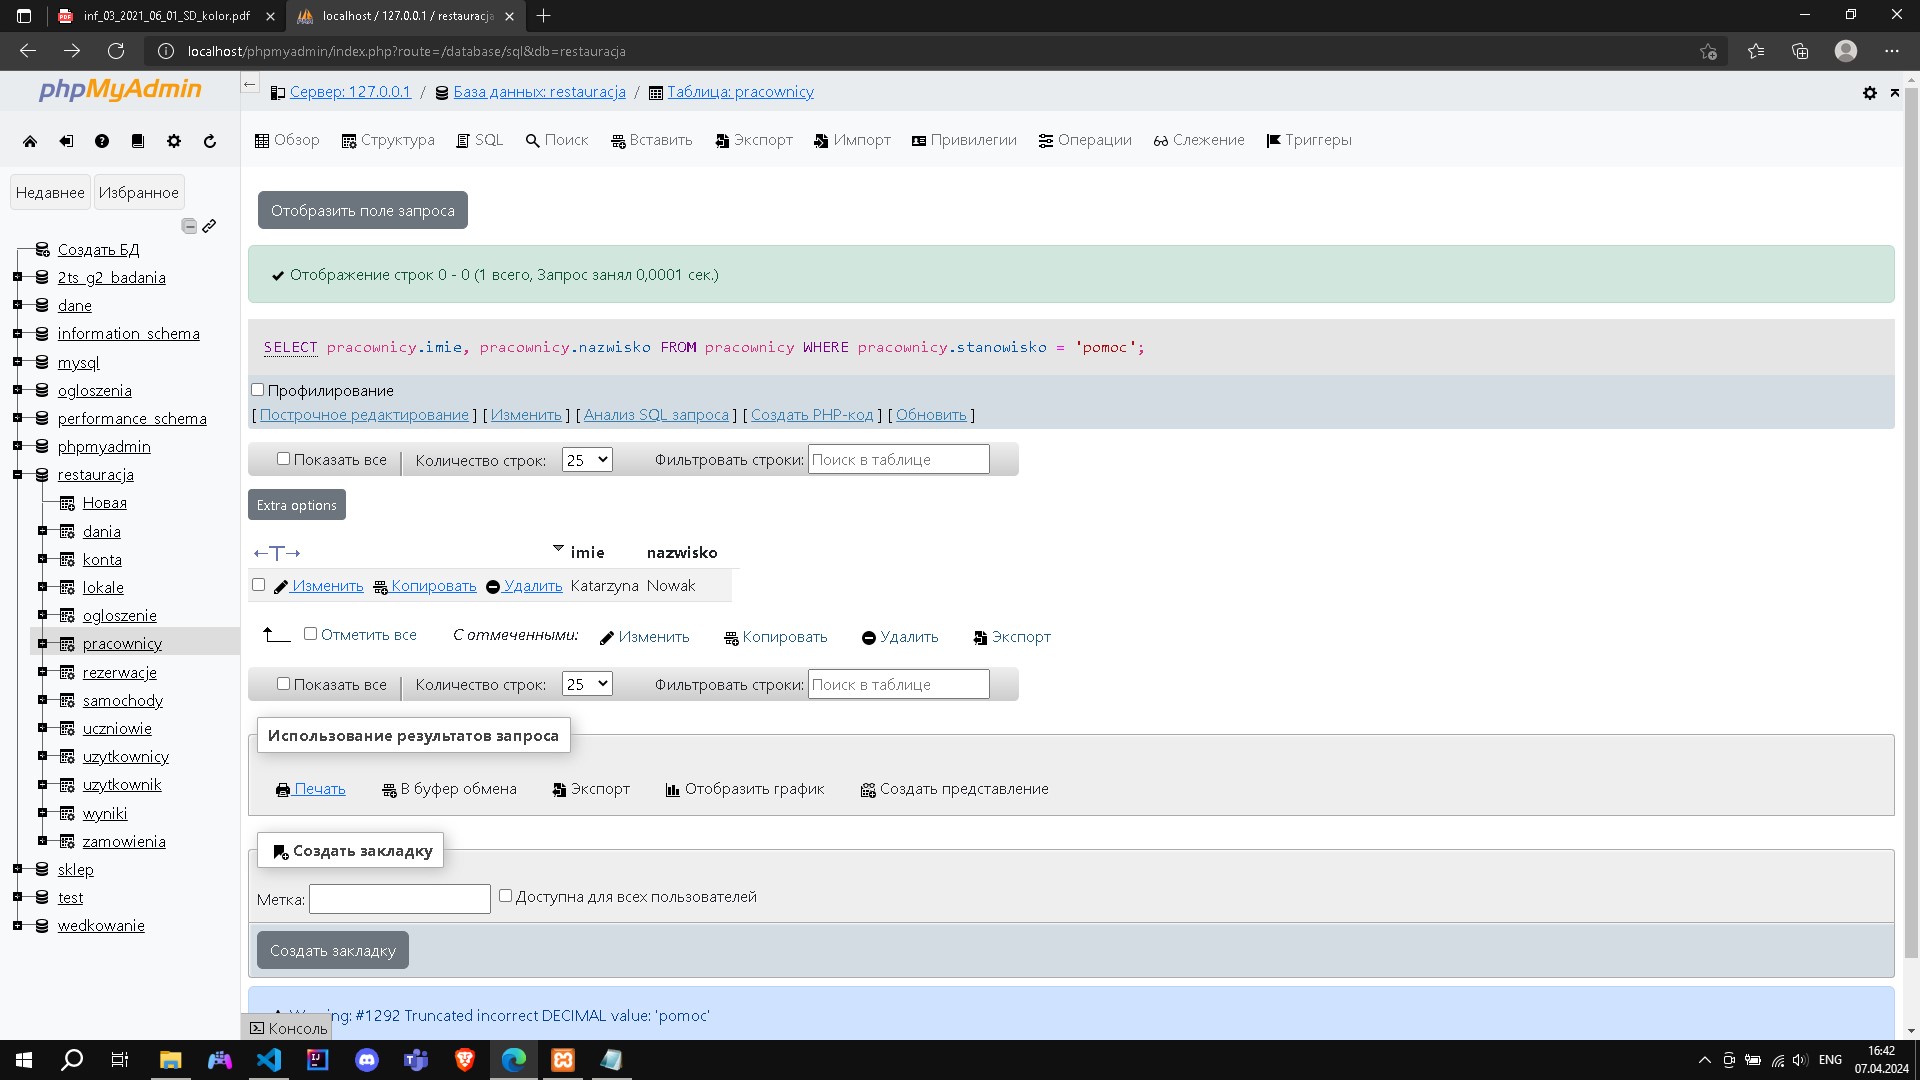 inf_03_2021_06_01_SD_kolor.pdf
localhost / 127.0.0.1 / restauracja
localhost/phpmyadmin/index.php?route=/database/sql&db=restauracja
phpMyAdmin
Недавнее Избранное
Создать БД
2ts_g2_badania
dane
information_schema
mysql
ogloszenia
performance_schema
phpmyadmin
restauracja
Новая
dania
konta
lokale
ogloszenie
pracownicy
rezerwacje
samochody
uczniowie
uzytkownicy
uzytkownik
wyniki
zamowienia
sklep
test
wedkowanie
Сервер: 127.0.0.1 / База данных: restauracja / Таблица: pracownicy
Обзор Структура SQL Поиск Вставить Экспорт Импорт Привилегии Операции Слежение Триггеры
Отобразить поле запроса
Отображение строк 0 - 0 (1 всего, Запрос занял 0,0001 сек.)
SELECT pracownicy.imie, pracownicy.nazwisko FROM pracownicy WHERE pracownicy.stanowisko = 'pomoc';
Профилирование
[ Построчное редактирование ] [ Изменить ] [ Анализ SQL запроса ] [ Создать PHP-код ] [ Обновить ]
Показать все Количество строк: 25 Фильтровать строки: Поиск в таблице
Extra options
←T→ imie nazwisko
Изменить Копировать Удалить Katarzyna Nowak
Отметить все С отмеченными: Изменить Копировать Удалить Экспорт
Показать все Количество строк: 25 Фильтровать строки: Поиск в таблице
Использование результатов запроса
Печать В буфер обмена Экспорт Отобразить график Создать представление
Создать закладку
Метка: Доступна для всех пользователей
Создать закладку
#1292 Truncated incorrect DECIMAL value: 'pomoc'
Консоль
ENG
16:42
07.04.2024